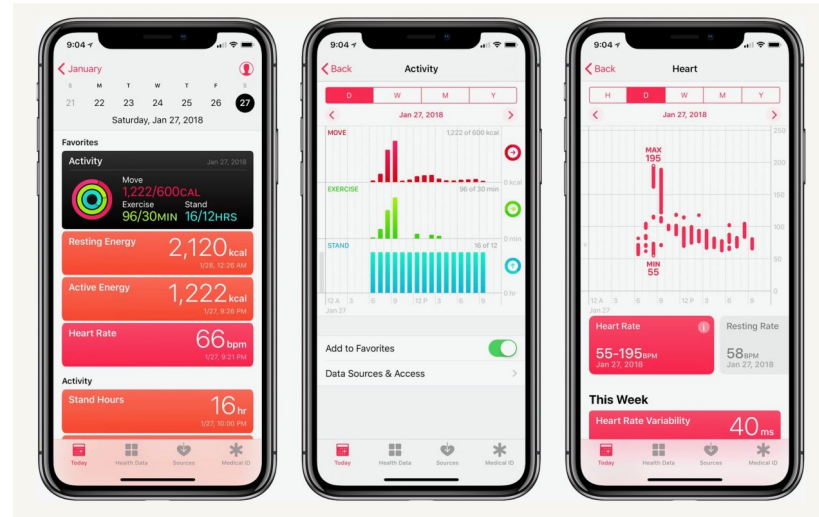 9:04
January
S M T W T F S
21 22 23 24 25 26 27
Saturday, Jan 27, 2018
Favorites
Activity Jan 27, 2018
Move
1,222/600CAL
Exercise Stand
96/30MIN 16/12HRS
Resting Energy
2,120 kcal
1/28, 12:26 AM
Active Energy
1,222 kcal
1/27, 9:26 PM
Heart Rate
66 bpm
1/27, 9:21 PM
Activity
Stand Hours
16 hr
1/27, 10:00 PM
Today Health Data Sources Medical ID
9:04
Back Activity
D W M Y
Jan 27, 2018
MOVE 1,222 of 600 kcal
0 kcal
EXERCISE 96 of 30 min
0 min
STAND 16 of 12
0 hr
12 A 3 6 9 12 P 3 6 9
Jan 27
Add to Favorites
Data Sources & Access
Today Health Data Sources Medical ID
9:04
Back Heart
H D W M Y
Jan 27, 2018
250
MAX
195
200
150
100
50
MIN
55
0
12 A 3 6 9 12 P 3 6 9
Jan 27
Heart Rate
55-195BPM
Jan 27, 2018
Resting Rate
58BPM
Jan 27, 2018
This Week
Heart Rate Variability
40 ms
Today Health Data Sources Medical ID